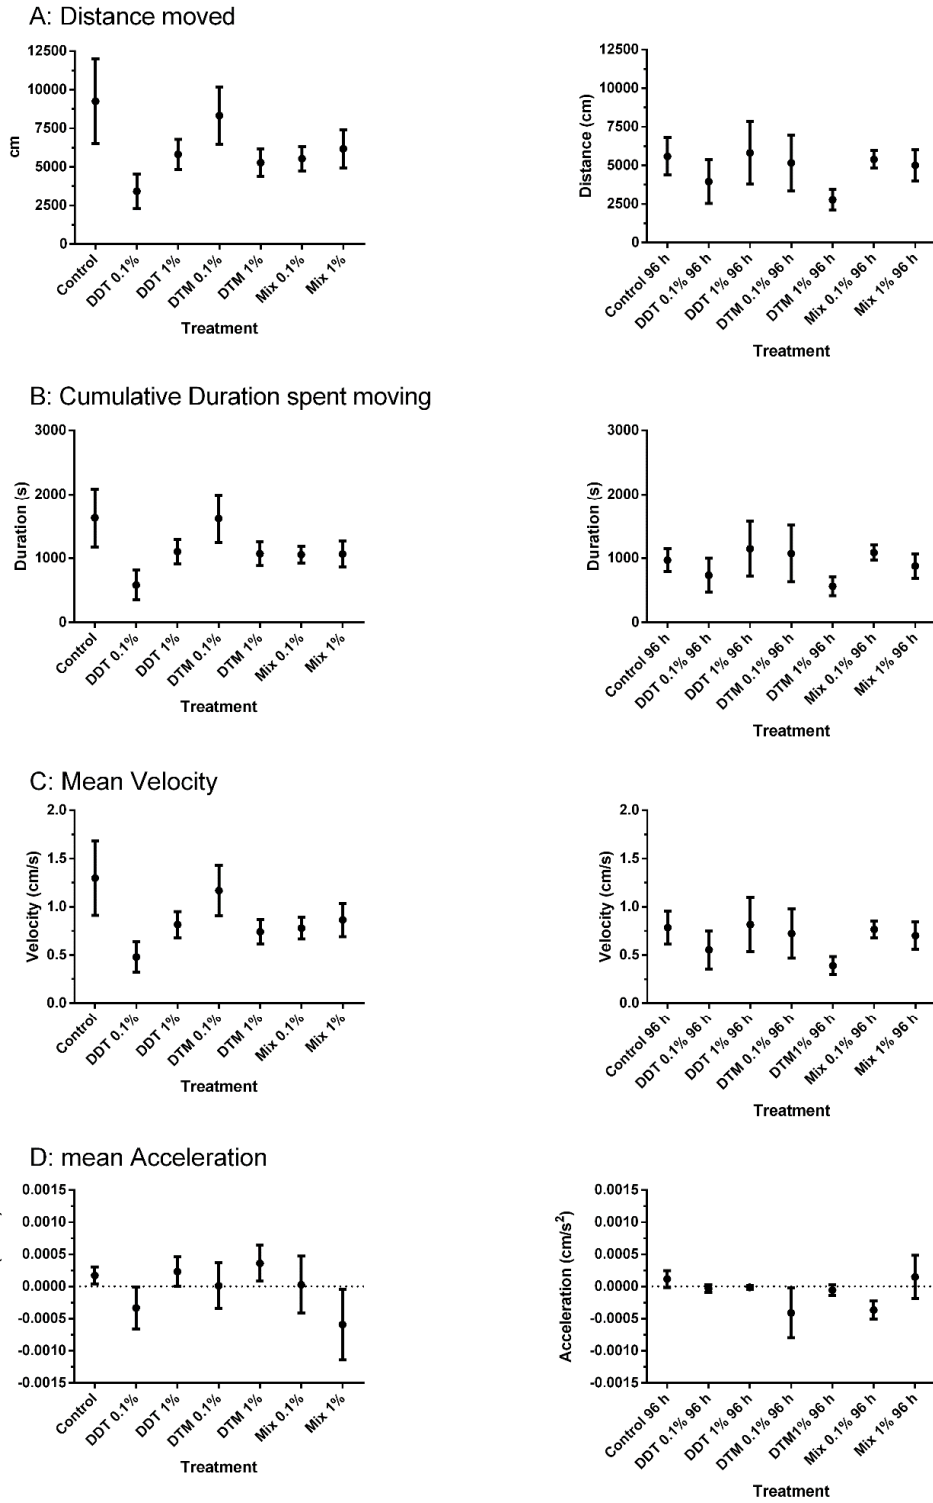 A: Distance moved
12500
10000
7500
5000
2500
0
cm
Control
DDT 0.1%
DDT 1%
DTM 0.1%
DTM 1%
Mix 0.1%
Mix 1%
Treatment
12500
7500
5000
2500
0
Distance (cm)
Control 96 h
DDT 0.1% 96 h
DDT 1% 96 h
DTM 0.1% 96 h
DTM 1% 96 h
Mix 0.1% 96 h
Mix 1% 96 h
Treatment
B: Cumulative Duration spent moving
3000
2000
1000
0
Duration (s)
Control
DDT 0.1%
DDT 1%
DTM 0.1%
DTM 1%
Mix 0.1%
Mix 1%
Treatment
3000
2000
1000
0
Duration (s)
Control 96 h
DDT 0.1% 96 h
DDT 1% 96 h
DTM 0.1% 96 h
DTM 1% 96 h
Mix 0.1% 96 h
Mix 1% 96 h
Treatment
C: Mean Velocity
2.0
1.5
1.0
0.5
0.0
Velocity (cm/s)
Control
DDT 0.1%
DDT 1%
DTM 0.1%
DTM 1%
Mix 0.1%
Mix 1%
Treatment
2.0
1.5
1.0
0.5
0.0
Velocity (cm/s)
Control 96 h
DDT 0.1% 96 h
DDT 1% 96 h
DTM 0.1% 96 h
DTM1% 96 h
Mix 0.1% 96 h
Mix 1% 96 h
Treatment
D: mean Acceleration
0.0015
0.0010
0.0005
0.0000
-0.0005
-0.0010
-0.0015
Control
DDT 0.1%
DDT 1%
DTM 0.1%
DTM 1%
Mix 0.1%
Mix 1%
Treatment
0.0015
0.0010
0.0005
0.0000
-0.0005
-0.0010
-0.0015
Acceleration (cm/s²)
Control 96 h
DDT 0.1% 96 h
DDT 1% 96 h
DTM 0.1% 96 h
DTM1% 96 h
Mix 0.1% 96 h
Mix 1% 96 h
Treatment